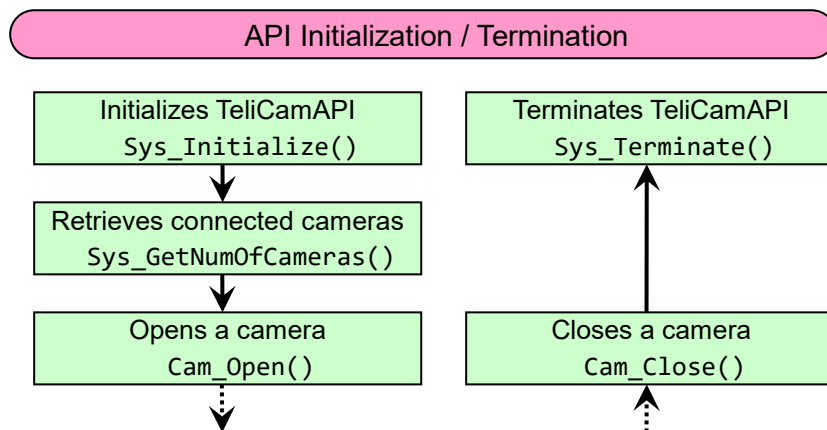 API Initialization / Termination
Initializes TeliCamAPI
Sys_Initialize()
Retrieves connected cameras
Sys_GetNumOfCameras()
Opens a camera
Cam_Open()
Terminates TeliCamAPI
Sys_Terminate()
Closes a camera
Cam_Close()